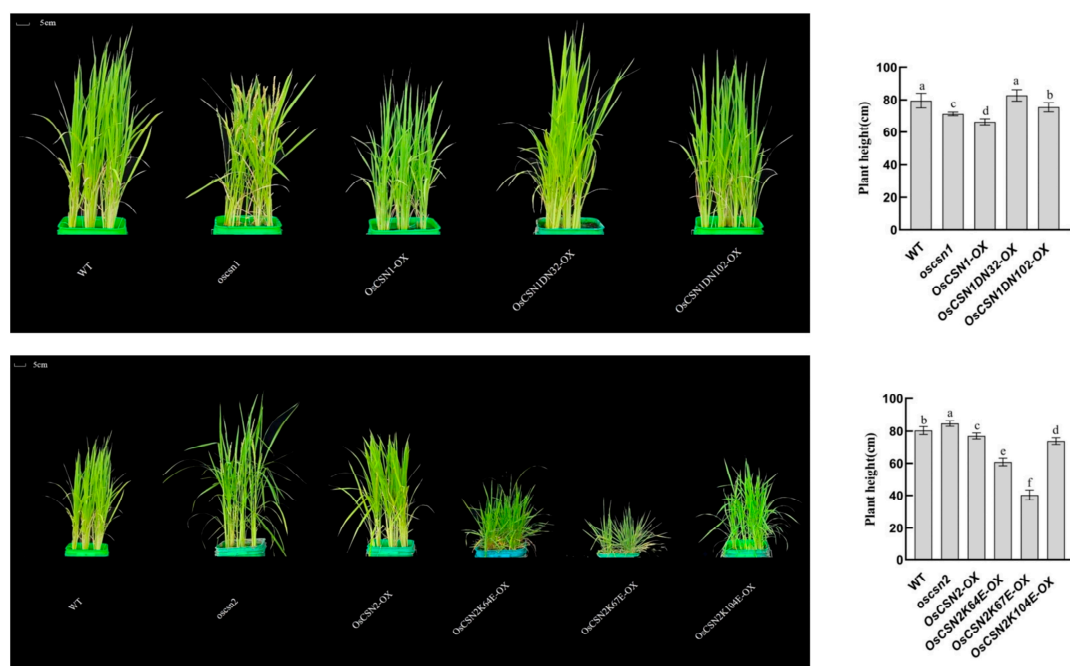 5cm
WT
oscsn1
OsCSN1-OX
OsCSN1DN32-OX
OsCSN1DN102-OX
Plant height(cm)
100
80
60
40
20
0
a
c
d
a
b
WT
oscsn1
OsCSN1-OX
OsCSN1DN32-OX
OsCSN1DN102-OX
5cm
WT
oscsn2
OsCSN2-OX
OsCSN2K64E-OX
OsCSN2K67E-OX
OsCSN2K104E-OX
Plant height(cm)
100
80
60
40
20
0
b
a
c
e
f
d
WT
oscsn2
OsCSN2-OX
OsCSN2K64E-OX
OsCSN2K67E-OX
OsCSN2K104E-OX